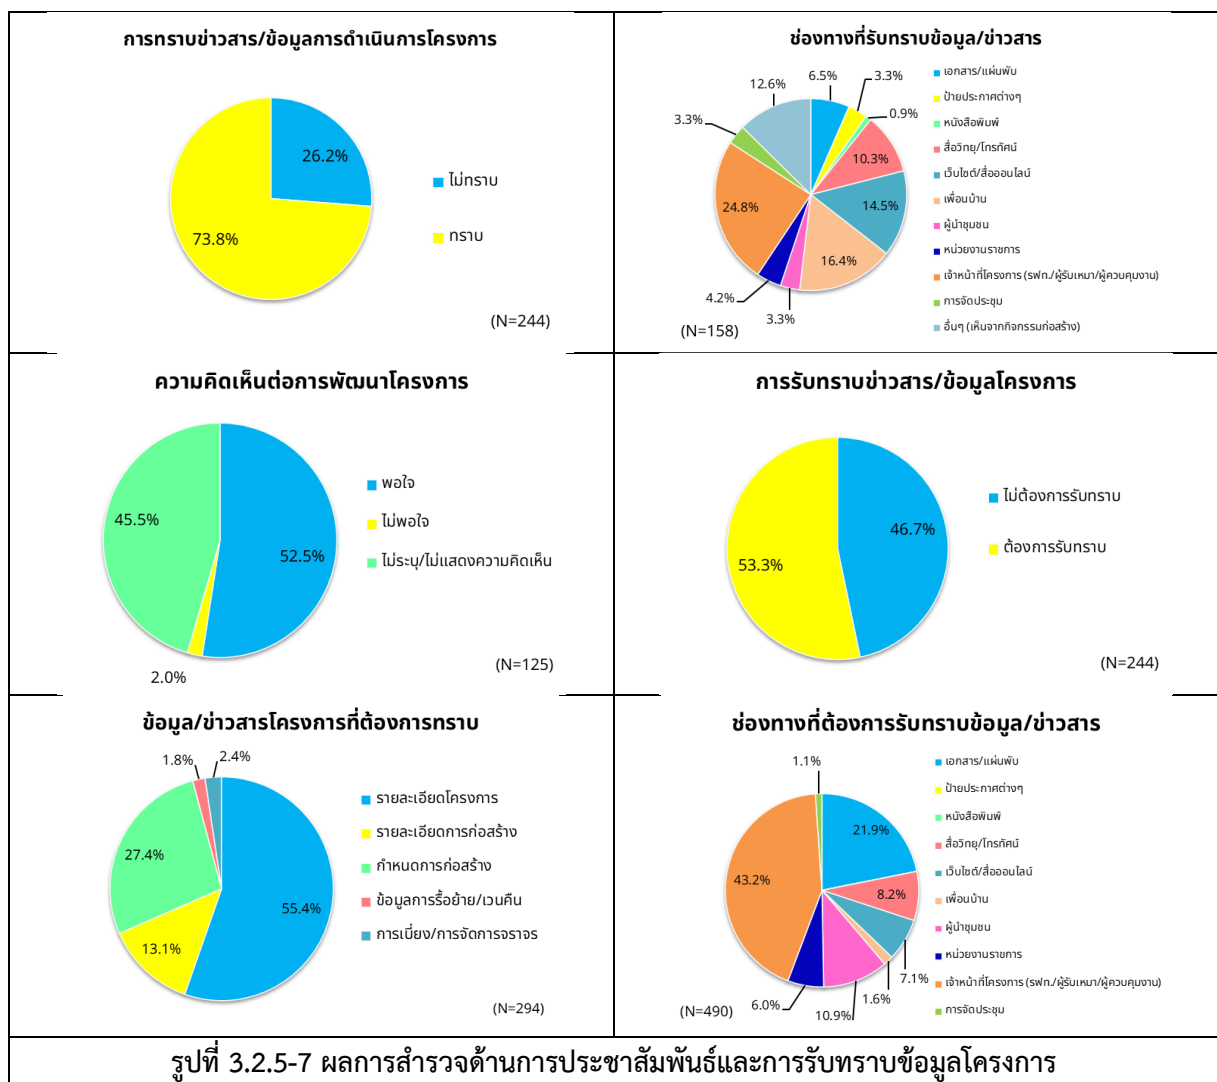 การทราบข่าวสาร/ข้อมูลการดำเนินการโครงการ
26.2%
73.8%
ไม่ทราบ
ทราบ
(N=244)
ช่องทางที่รับทราบข้อมูล/ข่าวสาร
12.6%
6.5%
3.3%
0.9%
3.3%
10.3%
24.8%
14.5%
16.4%
4.2%
3.3%
(N=158)
เอกสาร/แผ่นพับ
ป้ายประกาศต่างๆ
หนังสือพิมพ์
สื่อวิทยุ/โทรทัศน์
เว็บไซต์/สื่อออนไลน์
เพื่อนบ้าน
ผู้นำชุมชน
หน่วยงานราชการ
เจ้าหน้าที่โครงการ (รฟท./ผู้รับเหมา/ผู้ควบคุมงาน)
การจัดประชุม
อื่นๆ (เห็นจากกิจกรรมก่อสร้าง)
ความคิดเห็นต่อการพัฒนาโครงการ
45.5%
52.5%
2.0%
พอใจ
ไม่พอใจ
ไม่ระบุ/ไม่แสดงความคิดเห็น
(N=125)
การรับทราบข่าวสาร/ข้อมูลโครงการ
46.7%
53.3%
ไม่ต้องการรับทราบ
ต้องการรับทราบ
(N=244)
ข้อมูล/ข่าวสารโครงการที่ต้องการทราบ
1.8%
2.4%
27.4%
55.4%
13.1%
รายละเอียดโครงการ
รายละเอียดการก่อสร้าง
กำหนดการก่อสร้าง
ข้อมูลการรื้อย้าย/เวนคืน
การเบี่ยง/การจัดการจราจร
(N=294)
ช่องทางที่ต้องการรับทราบข้อมูล/ข่าวสาร
1.1%
21.9%
43.2%
8.2%
7.1%
1.6%
10.9%
6.0%
(N=490)
เอกสาร/แผ่นพับ
ป้ายประกาศต่างๆ
หนังสือพิมพ์
สื่อวิทยุ/โทรทัศน์
เว็บไซต์/สื่อออนไลน์
เพื่อนบ้าน
ผู้นำชุมชน
หน่วยงานราชการ
เจ้าหน้าที่โครงการ (รฟท./ผู้รับเหมา/ผู้ควบคุมงาน)
การจัดประชุม
รูปที่ 3.2.5-7 ผลการสำรวจด้านการประชาสัมพันธ์และการรับทราบข้อมูลโครงการ